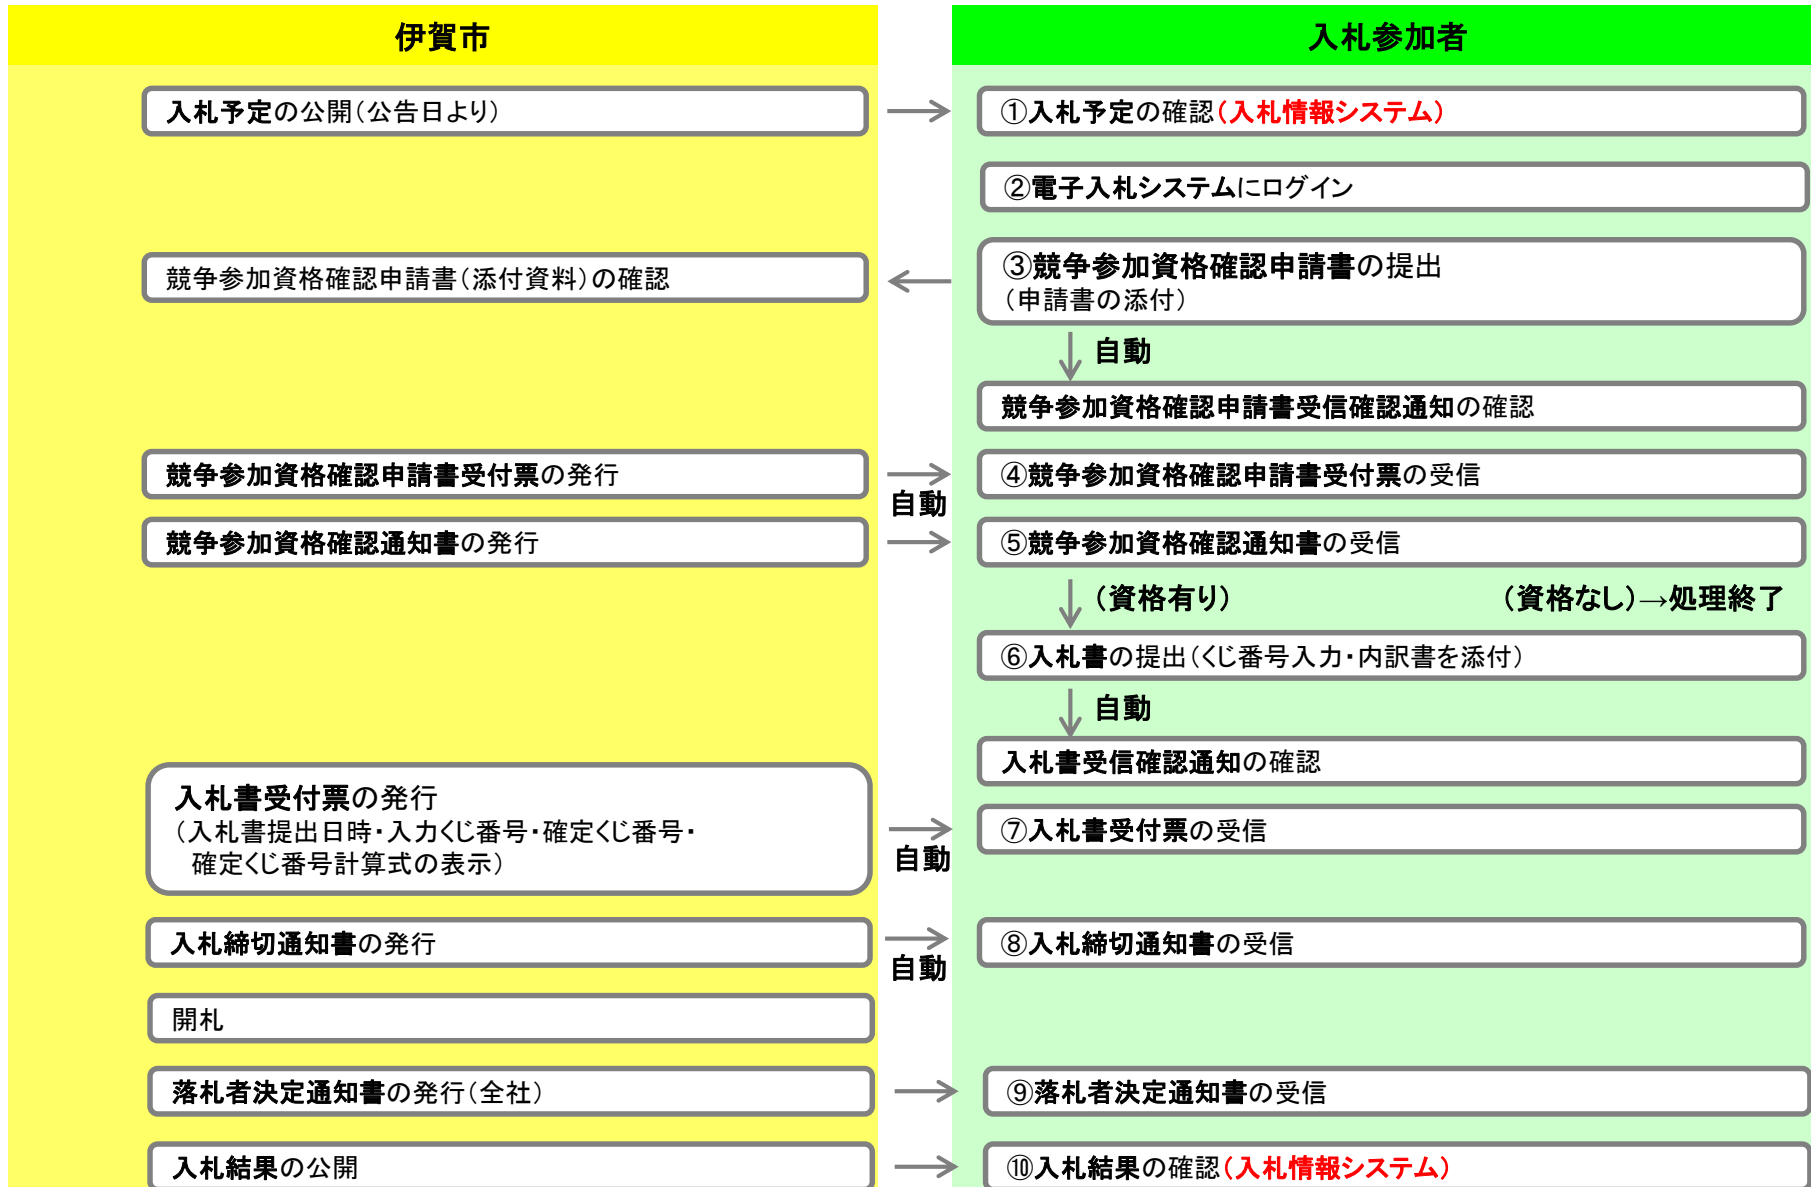 伊賀市
入札参加者
入札予定の公開（公告日より）
①入札予定の確認（入札情報システム）
②電子入札システムにログイン
競争参加資格確認申請書（添付資料）の確認
③競争参加資格確認申請書の提出
（申請書の添付）
自動
競争参加資格確認申請書受信確認通知の確認
競争参加資格確認申請書受付票の発行
自動
④競争参加資格確認申請書受付票の受信
競争参加資格確認通知書の発行
⑤競争参加資格確認通知書の受信
（資格有り）
（資格なし）→処理終了
⑥入札書の提出（くじ番号入力・内訳書を添付）
自動
入札書受信確認通知の確認
入札書受付票の発行
（入札書提出日時・入力くじ番号・確定くじ番号・
確定くじ番号計算式の表示）
自動
⑦入札書受付票の受信
入札締切通知書の発行
自動
⑧入札締切通知書の受信
開札
落札者決定通知書の発行（全社）
⑨落札者決定通知書の受信
入札結果の公開
⑩入札結果の確認（入札情報システム）